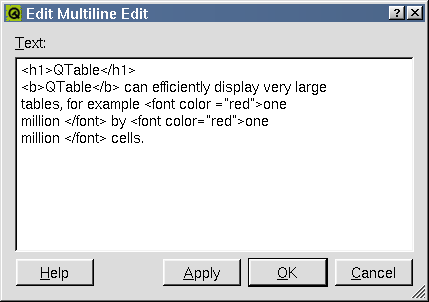 Edit Multiline Edit
Text:
<h1>QTable</h1>
<b>QTable</b> can efficiently display very large
tables, for example <font color ="red">one
million </font> by <font color="red">one
million </font> cells.
Help Apply OK Cancel